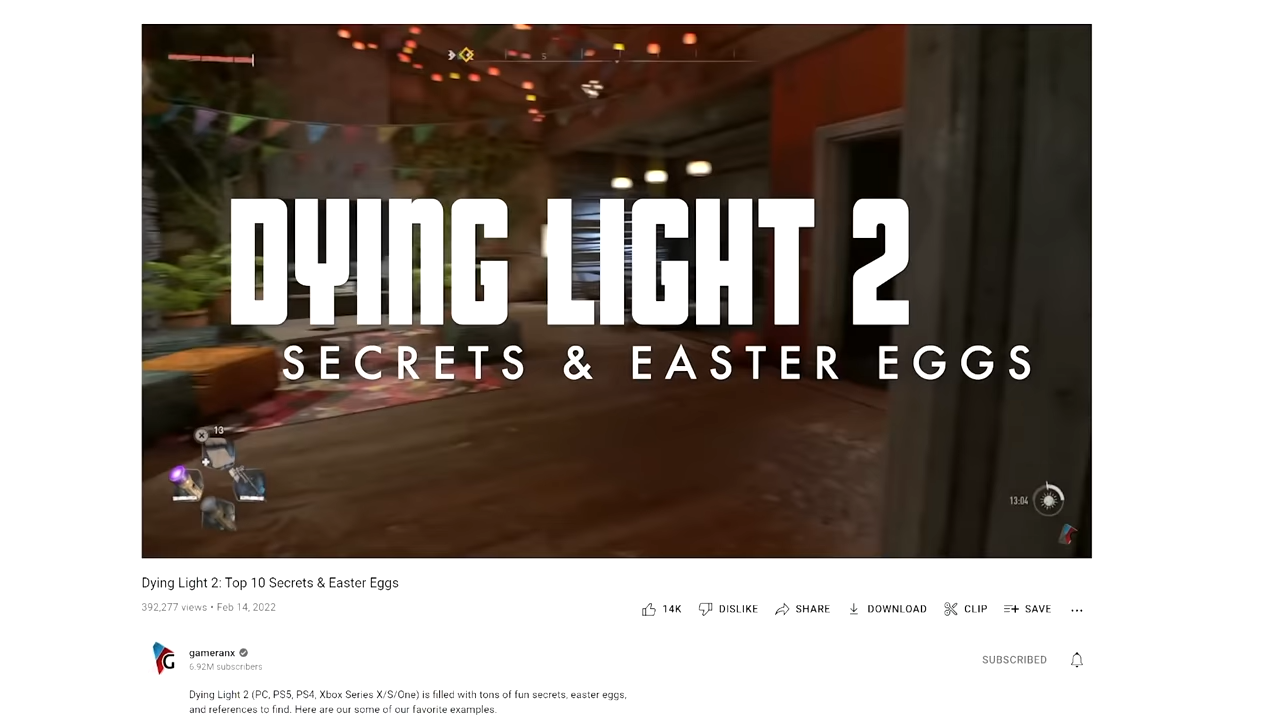 S
DYING LIGHT 2
SECRETS & EASTER EGGS
13
13:04
Dying Light 2: Top 10 Secrets & Easter Eggs
392,277 views • Feb 14, 2022
14K DISLIKE SHARE DOWNLOAD CLIP SAVE ...
G
gameranx
6.92M subscribers
SUBSCRIBED
Dying Light 2 (PC, PS5, PS4, Xbox Series X/S/One) is filled with tons of fun secrets, easter eggs,
and references to find. Here are our some of our favorite examples.